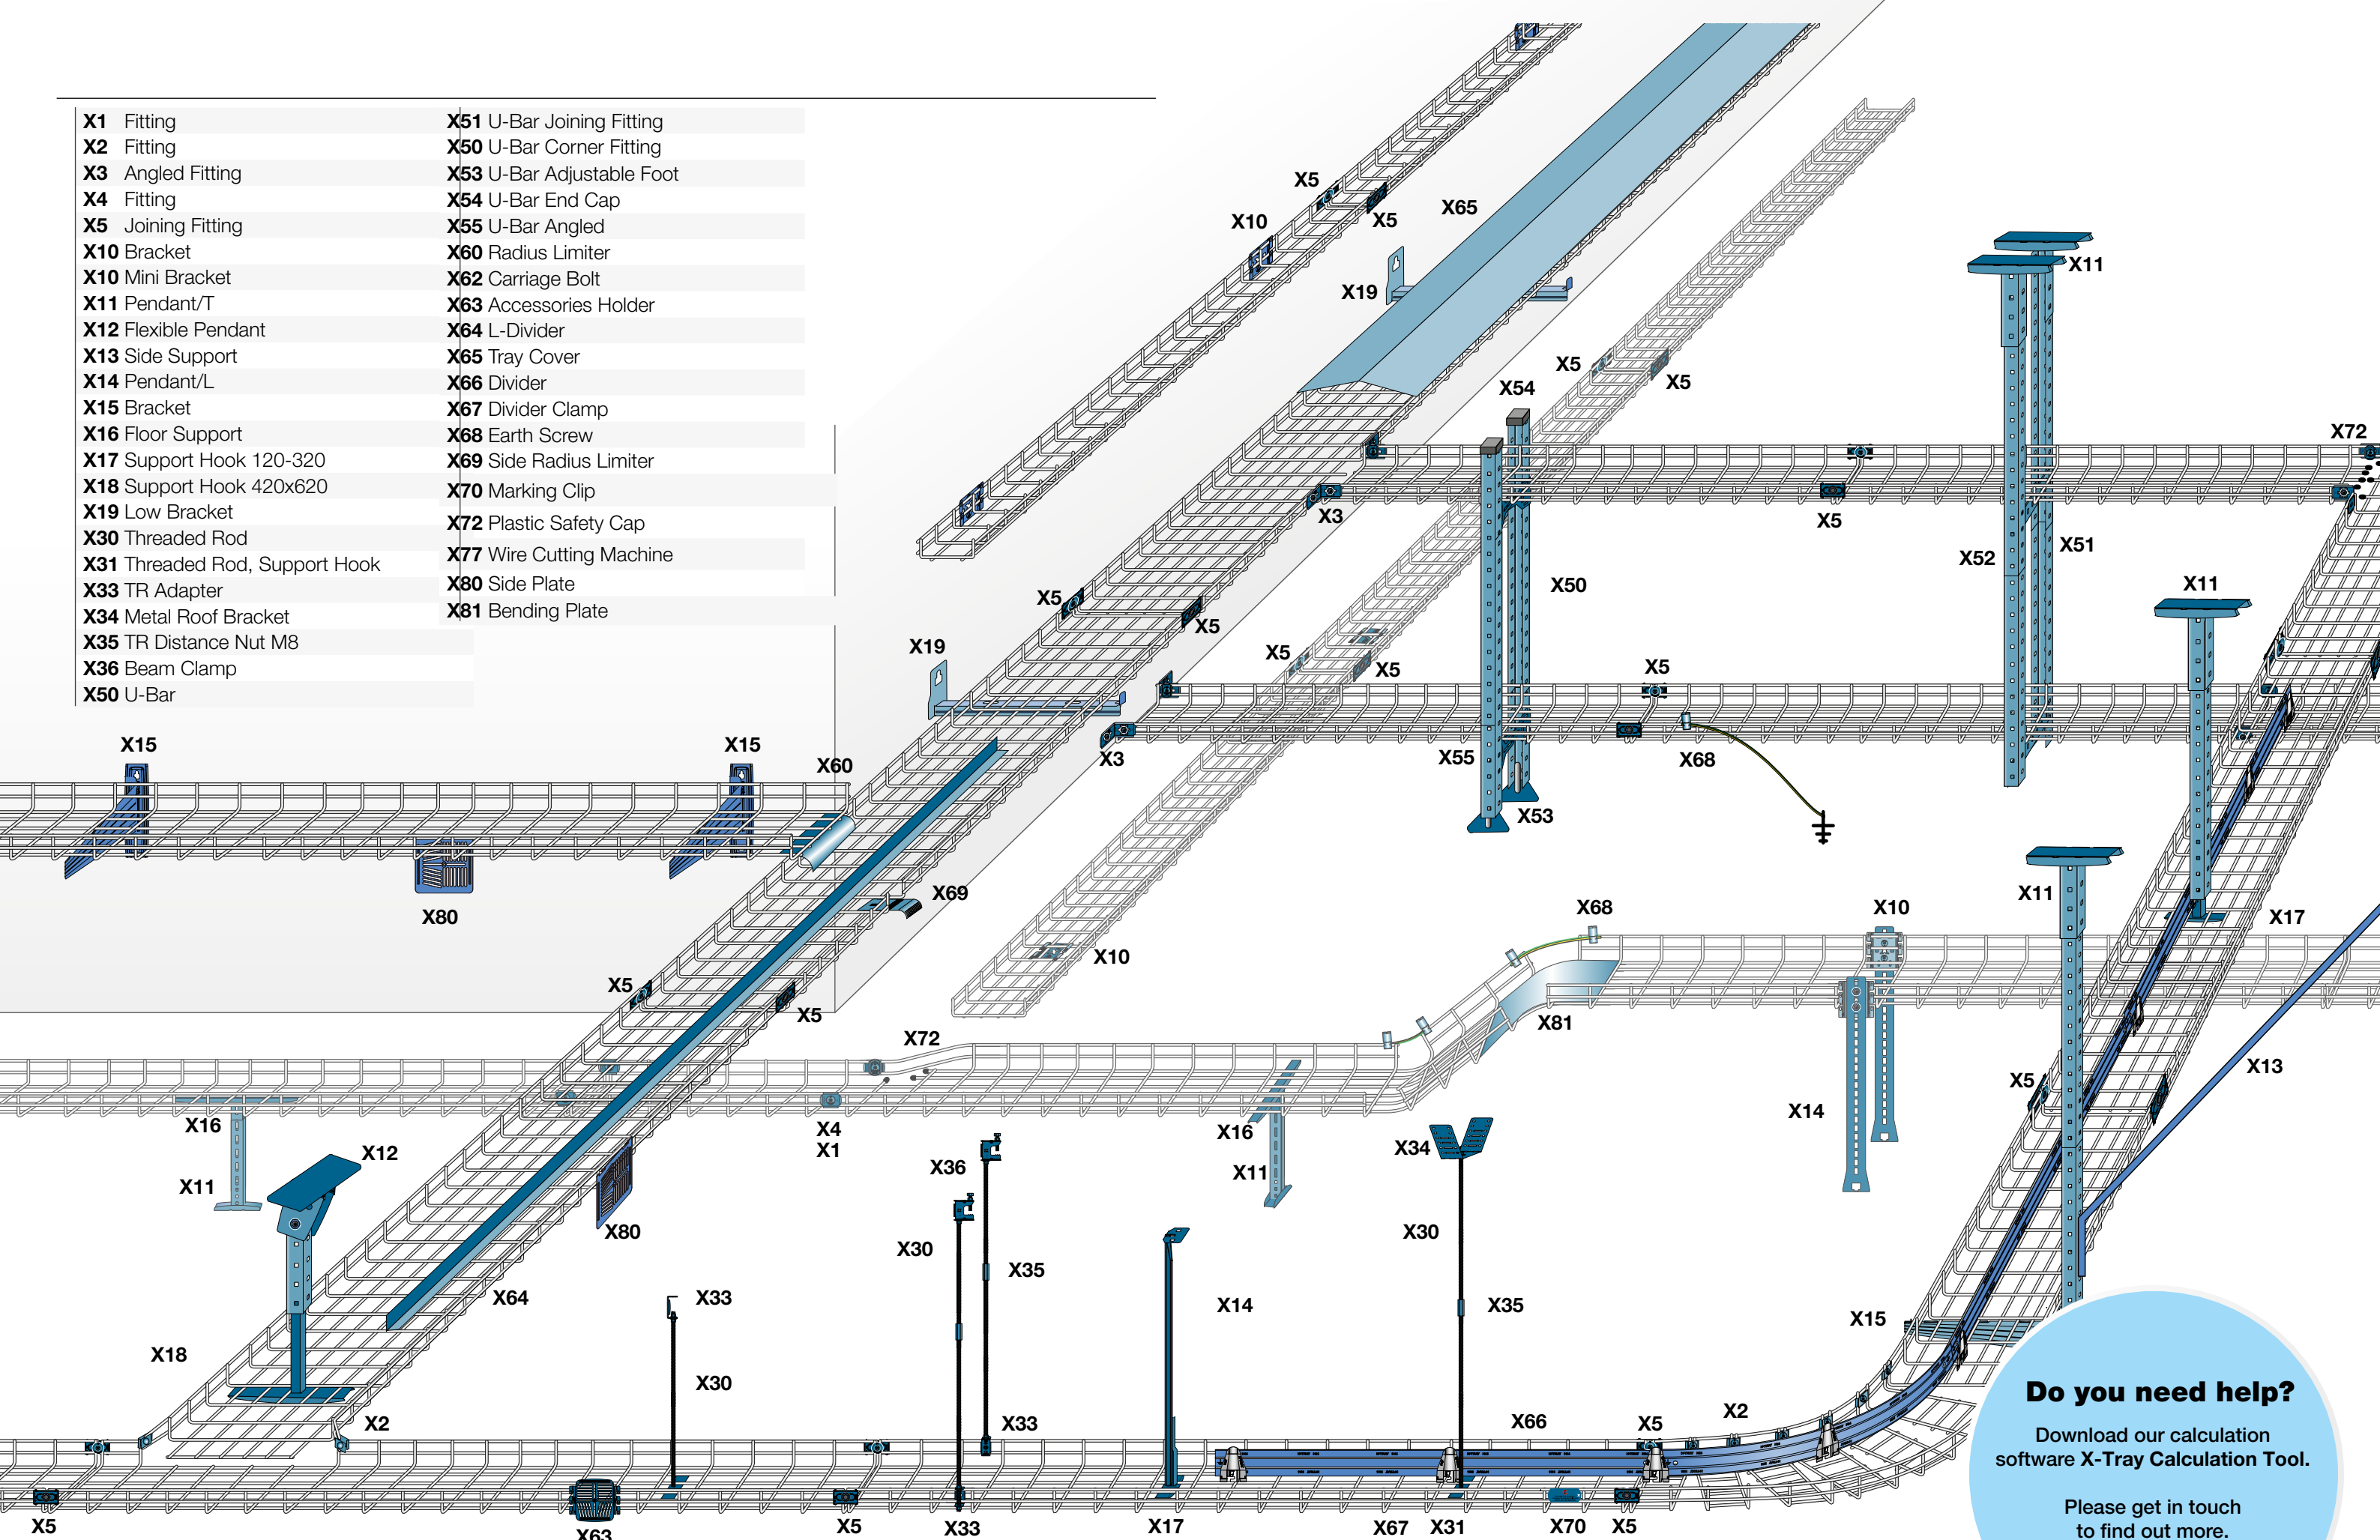 X1 Fitting
X2 Fitting
X3 Angled Fitting
X4 Fitting
X5 Joining Fitting
X10 Bracket
X10 Mini Bracket
X11 Pendant/T
X12 Flexible Pendant
X13 Side Support
X14 Pendant/L
X15 Bracket
X16 Floor Support
X17 Support Hook 120-320
X18 Support Hook 420x620
X19 Low Bracket
X30 Threaded Rod
X31 Threaded Rod, Support Hook
X33 TR Adapter
X34 Metal Roof Bracket
X35 TR Distance Nut M8
X36 Beam Clamp
X50 U-Bar
X51 U-Bar Joining Fitting
X50 U-Bar Corner Fitting
X53 U-Bar Adjustable Foot
X54 U-Bar End Cap
X55 U-Bar Angled
X60 Radius Limiter
X62 Carriage Bolt
X63 Accessories Holder
X64 L-Divider
X65 Tray Cover
X66 Divider
X67 Divider Clamp
X68 Earth Screw
X69 Side Radius Limiter
X70 Marking Clip
X72 Plastic Safety Cap
X77 Wire Cutting Machine
X80 Side Plate
X81 Bending Plate
X5
X10
X5
X65
X19
X11
X5
X5
X54
X72
X3
X5
X52
X51
X50
X11
X5
X5
X19
X5
X5
X5
X15
X15
X60
X3
X55
X68
X53
X69
X80
X11
X68
X10
X17
X10
X5
X5
X81
X72
X13
X5
X14
X16
X4
X1
X16
X12
X36
X34
X11
X11
X80
X30
X30
X35
X64
X33
X14
X35
X15
X18
X30
X2
X33
X66
X5
X2
X5
X63
X5
X33
X17
X67
X31
X70
X5
Do you need help?
Download our calculation
software X-Tray Calculation Tool.
Please get in touch
to find out more.